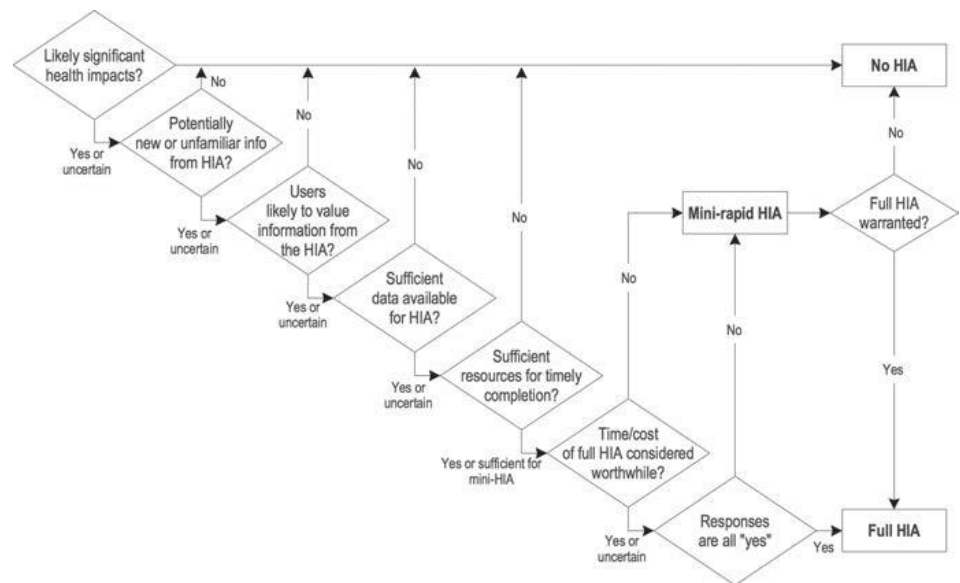 Likely significant
health impacts?
No HIA
No
No
No
No
No
Yes or
uncertain
Potentially
new or unfamiliar info
from HIA?
Yes or
uncertain
Users
likely to value
information from
the HIA?
Mini-rapid HIA
Full HIA
warranted?
Yes or
uncertain
Sufficient
data available
for HIA?
No
No
Yes or
uncertain
Sufficient
resources for timely
completion?
Yes
Yes or sufficient for
mini-HIA
Time/cost
of full HIA considered
worthwhile?
Yes or
uncertain
Responses
are all "yes"
Yes
Full HIA